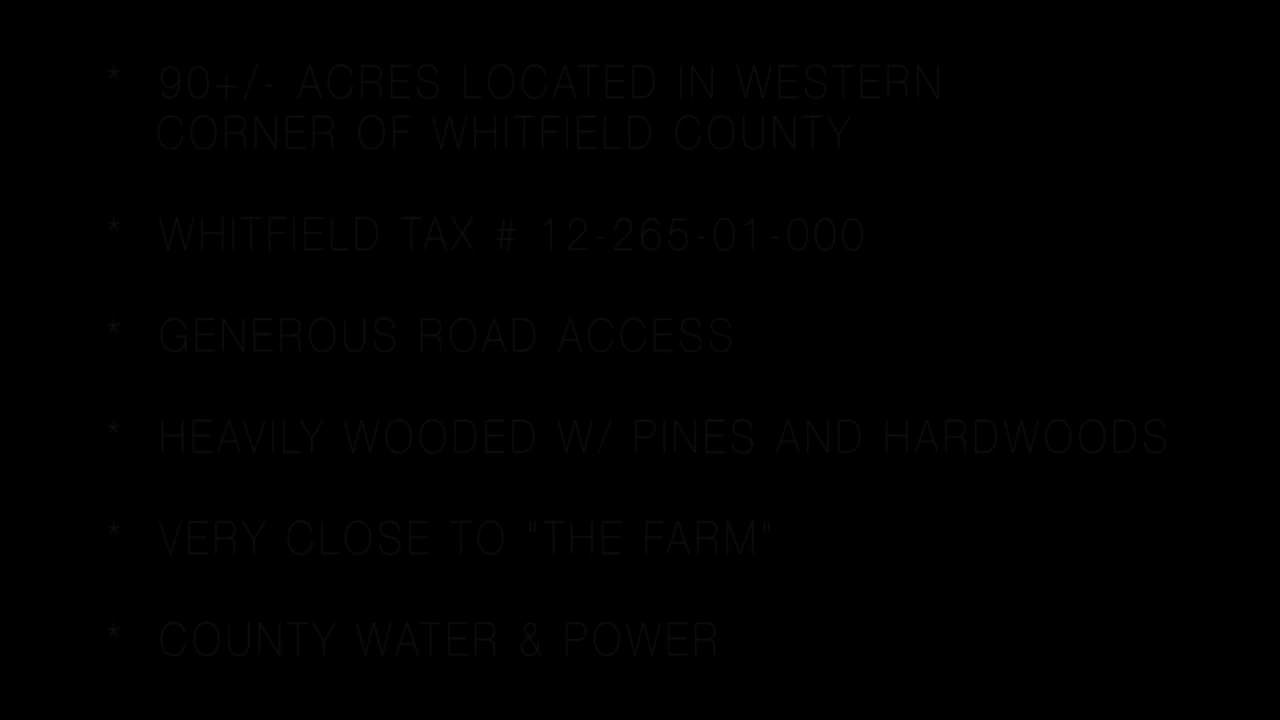 * 90+/- ACRES LOCATED IN WESTERN
CORNER OF WHITFIELD COUNTY
* WHITFIELD TAX # 12-265-01-000
* GENEROUS ROAD ACCESS
* HEAVILY WOODED W/ PINES AND HARDWOODS
* VERY CLOSE TO "THE FARM"
* COUNTY WATER & POWER